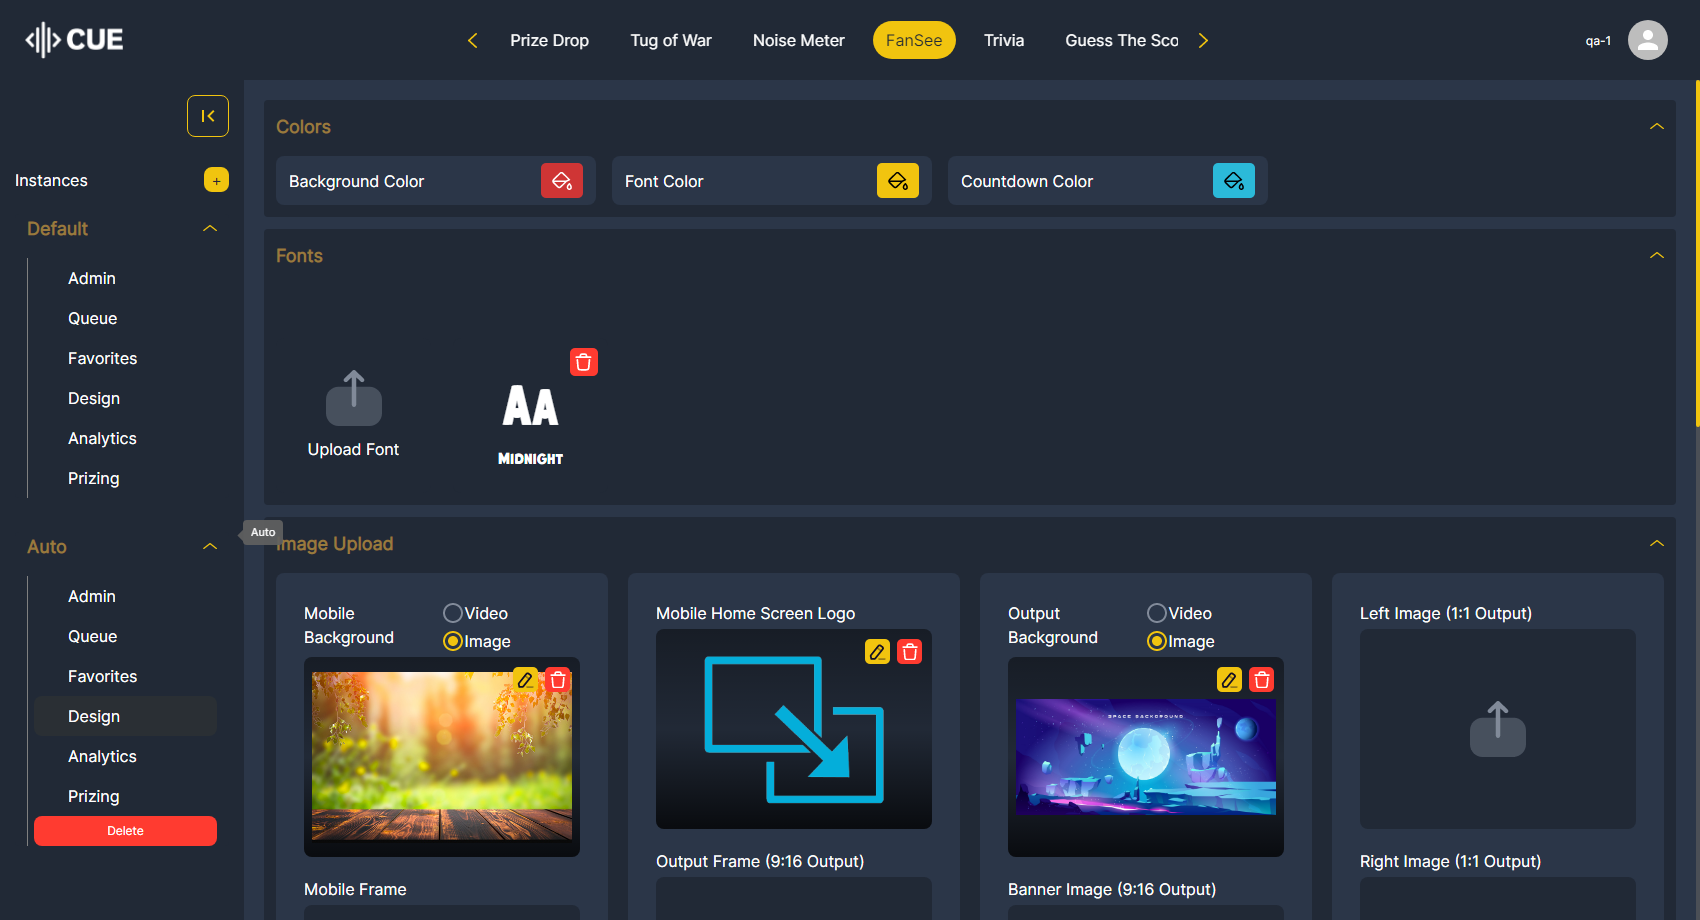 CUE
Prize Drop
Tug of War
Noise Meter
FanSee
Trivia
Guess The Sco
qa-1
Instances
+
Default
Admin
Queue
Favorites
Design
Analytics
Prizing
Auto
Admin
Queue
Favorites
Design
Analytics
Prizing
Delete
Auto
Colors
Background Color
Font Color
Countdown Color
Fonts
Upload Font
AA
MIDNIGHT
Image Upload
Mobile
Background
Video
Image
Mobile Home Screen Logo
Output
Background
Video
Image
SPACE BACKGROUND
Left Image (1:1 Output)
Mobile Frame
Output Frame (9:16 Output)
Banner Image (9:16 Output)
Right Image (1:1 Output)